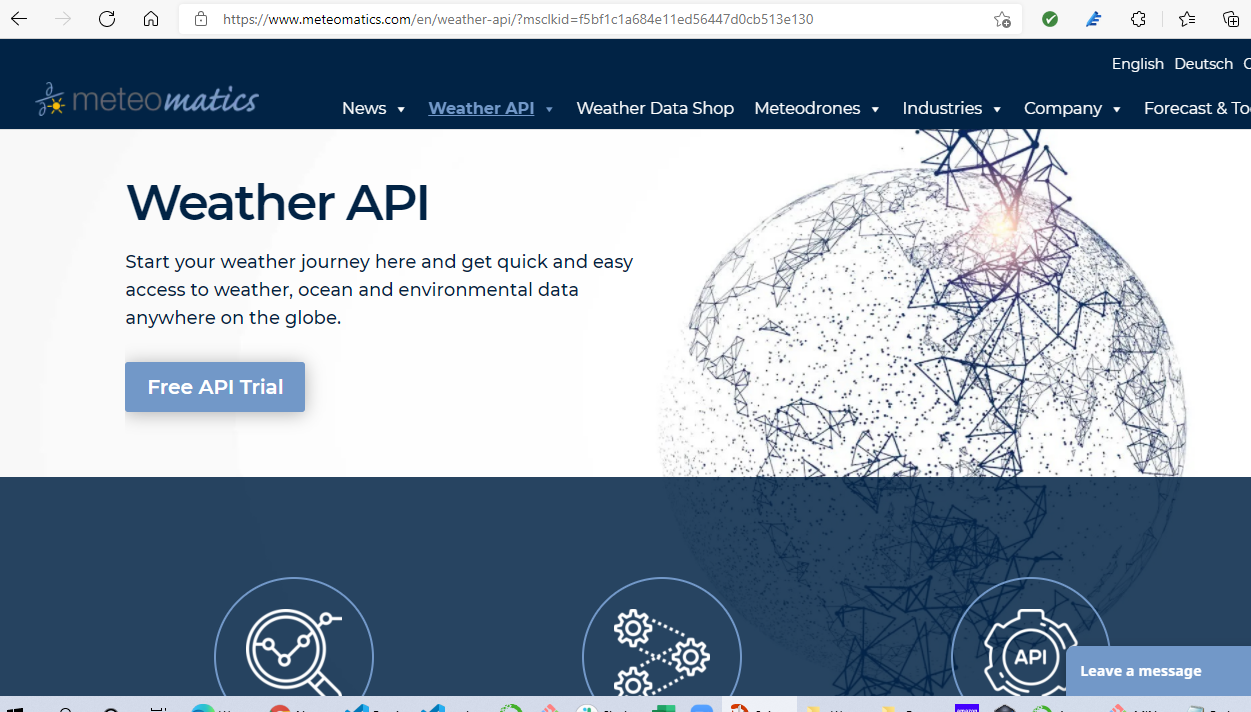 https://www.meteomatics.com/en/weather-api/?msclkid=f5bf1c1a684e11ed56447d0cb513e130
English Deutsch
meteomatics
News Weather API Weather Data Shop Meteodrones Industries Company Forecast & To
Weather API
Start your weather journey here and get quick and easy
access to weather, ocean and environmental data
anywhere on the globe.
Free API Trial
API
Leave a message